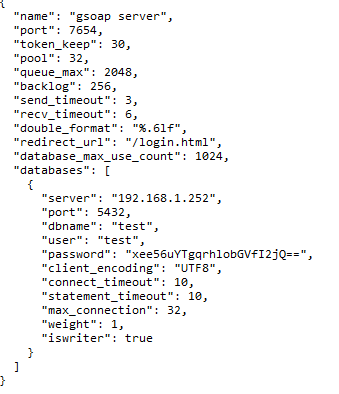 {
  "name": "gsoap server",
  "port": 7654,
  "token_keep": 30,
  "pool": 32,
  "queue_max": 2048,
  "backlog": 256,
  "send_timeout": 3,
  "recv_timeout": 6,
  "double_format": "%.6lf",
  "redirect_url": "/login.html",
  "database_max_use_count": 1024,
  "databases": [
    {
      "server": "192.168.1.252",
      "port": 5432,
      "dbname": "test",
      "user": "test",
      "password": "xee56uYTgqrhlobGVfI2jQ==",
      "client_encoding": "UTF8",
      "connect_timeout": 10,
      "statement_timeout": 10,
      "max_connection": 32,
      "weight": 1,
      "iswriter": true
    }
  ]
}